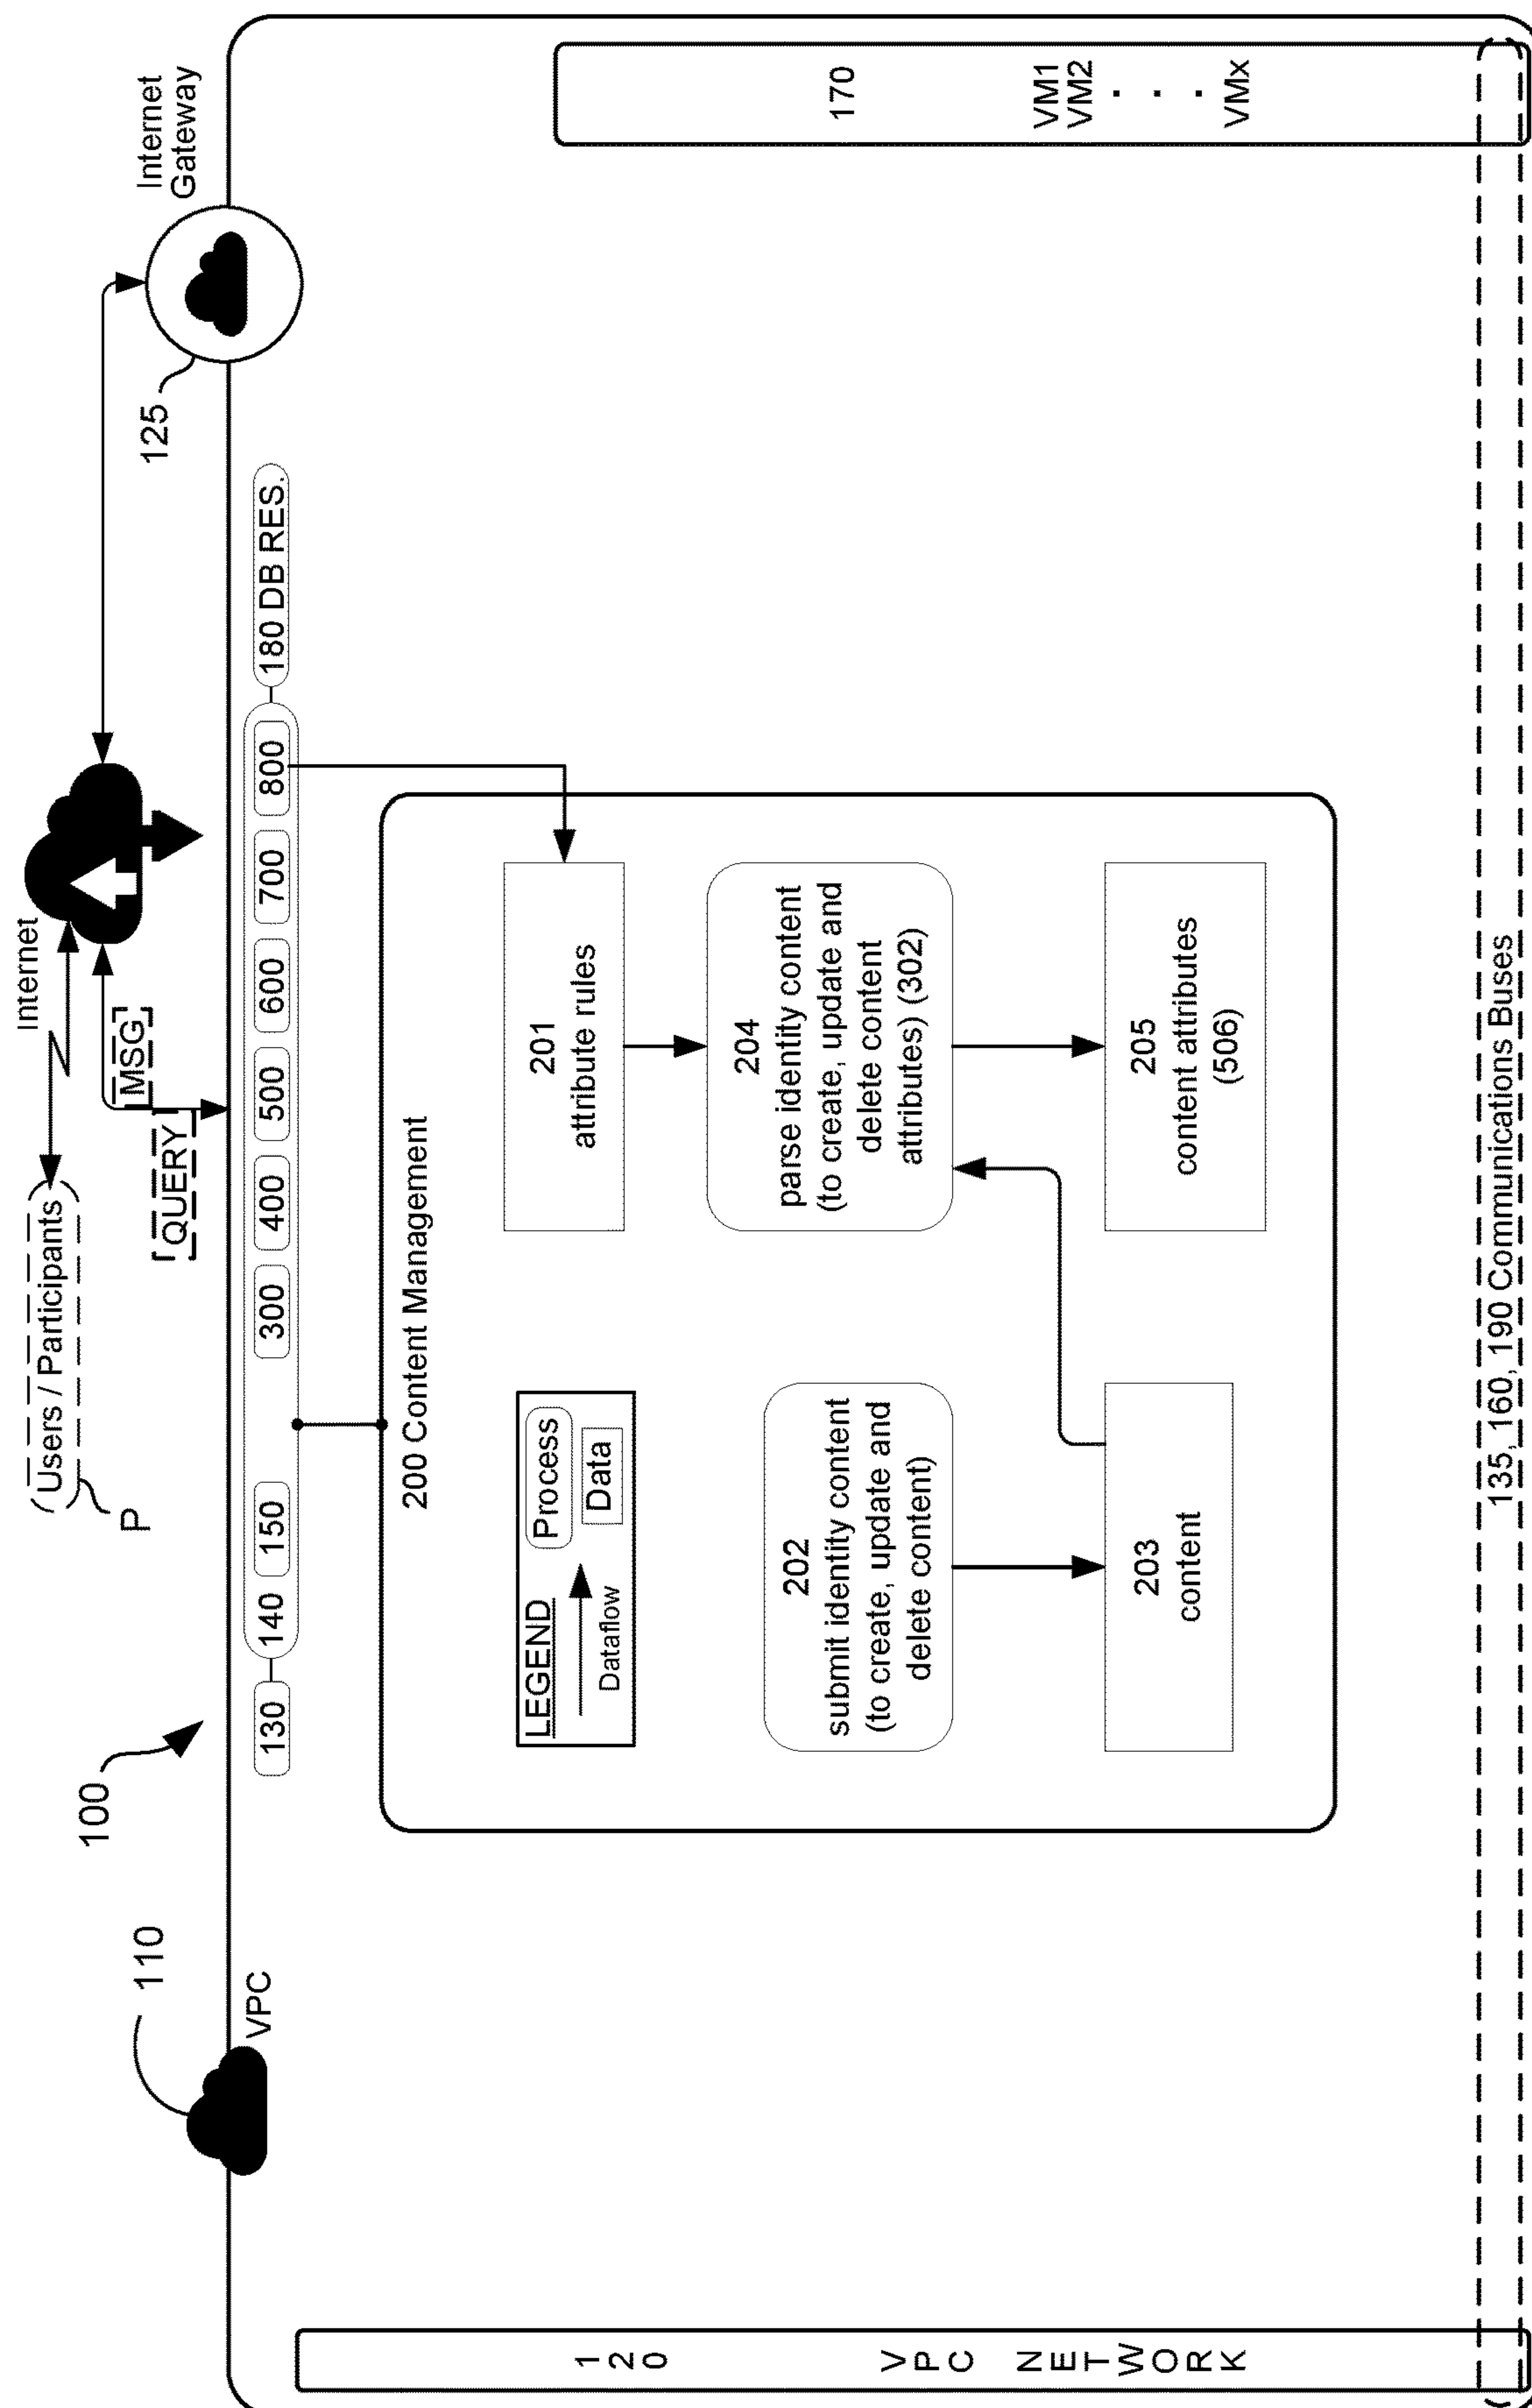 Internet
Users / Participants
P
MSG
QUERY
Internet
Gateway
125
100
110
VPC
130
140
150
300
400
500
600
700
800
180 DB RES.
200 Content Management
LEGEND
Process
Dataflow
Data
201
attribute rules
202
submit identity content
(to create, update and
delete content)
204
parse identity content
(to create, update and
delete content
attributes) (302)
203
content
205
content attributes
(506)
120
VPC NETWORK
170
VM1
VM2
.
.
.
VMx
135, 160, 190 Communications Buses